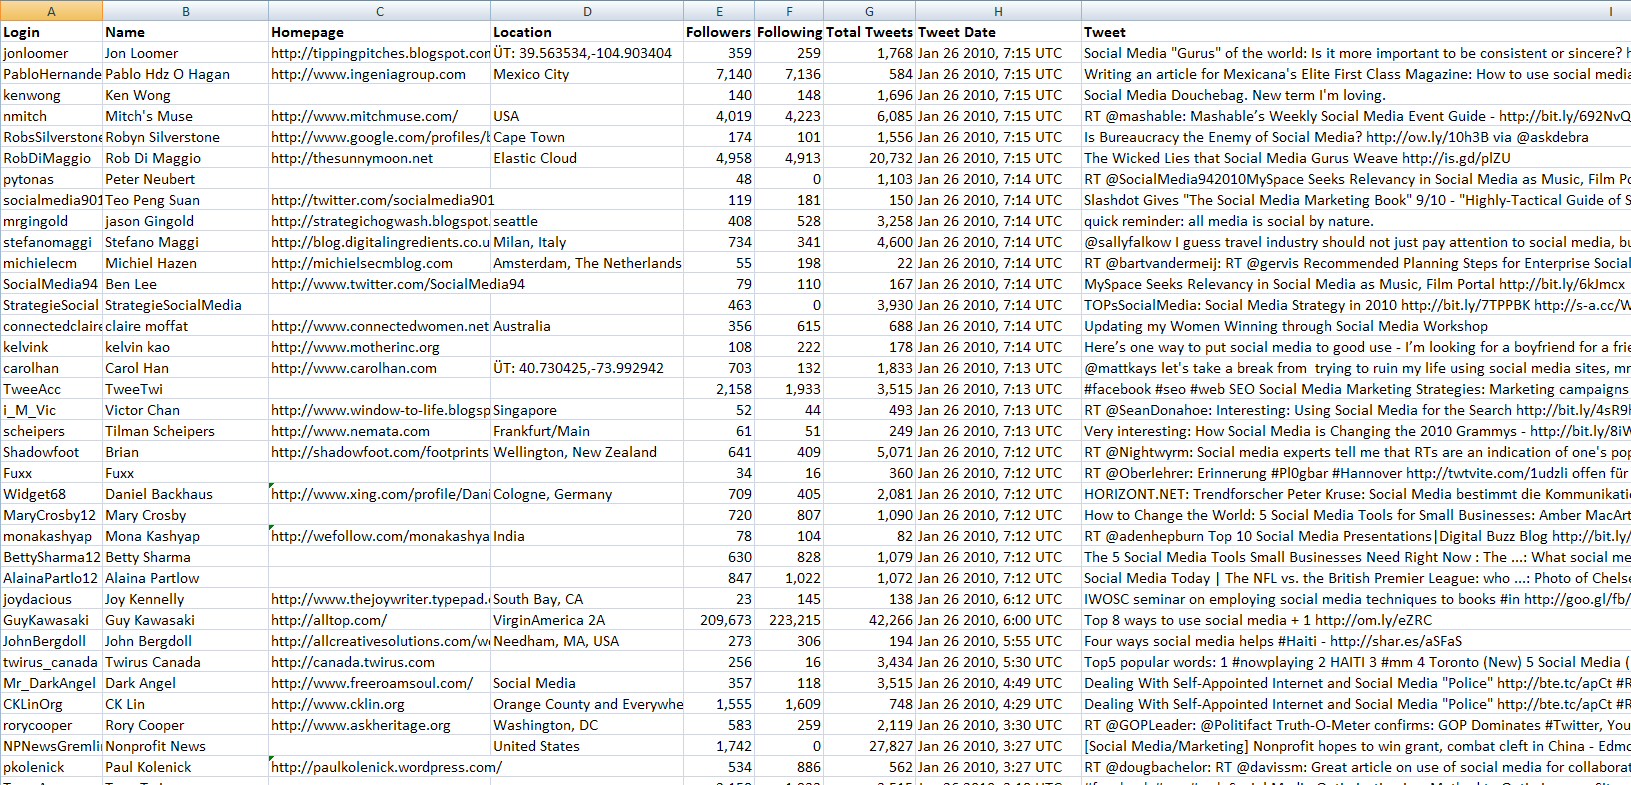 A B C D E F G H I
Login Name Homepage Location Followers Following Total Tweets Tweet Date Tweet
jonloomer Jon Loomer http://tippingpitches.blogspot.con ÜT: 39.563534,-104.903404 359 259 1,768 Jan 26 2010, 7:15 UTC Social Media "Gurus" of the world: Is it more important to be consistent or sincere? h
PabloHernande Pablo Hdz O Hagan http://www.ingeniagroup.com Mexico City 7,140 7,136 584 Jan 26 2010, 7:15 UTC Writing an article for Mexicana's Elite First Class Magazine: How to use social media
kenwong Ken Wong 140 148 1,696 Jan 26 2010, 7:15 UTC Social Media Douchebag. New term I'm loving.
nmitch Mitch's Muse http://www.mitchmuse.com/ USA 4,019 4,223 6,085 Jan 26 2010, 7:15 UTC RT @mashable: Mashable’s Weekly Social Media Event Guide - http://bit.ly/692NvQ
RobsSilverstone Robyn Silverstone http://www.google.com/profiles/b Cape Town 174 101 1,556 Jan 26 2010, 7:15 UTC Is Bureaucracy the Enemy of Social Media? http://ow.ly/10h3B via @askdebra
RobDiMaggio Rob Di Maggio http://thesunnymoon.net Elastic Cloud 4,958 4,913 20,732 Jan 26 2010, 7:15 UTC The Wicked Lies that Social Media Gurus Weave http://is.gd/plZU
pytonas Peter Neubert 48 0 1,103 Jan 26 2010, 7:14 UTC RT @SocialMedia942010MySpace Seeks Relevancy in Social Media as Music, Film Po
socialmedia901 Teo Peng Suan http://twitter.com/socialmedia901 119 181 150 Jan 26 2010, 7:14 UTC Slashdot Gives "The Social Media Marketing Book" 9/10 - "Highly-Tactical Guide of S
mrgingold jason Gingold http://strategichogwash.blogspot. seattle 408 528 3,258 Jan 26 2010, 7:14 UTC quick reminder: all media is social by nature.
stefanomaggi Stefano Maggi http://blog.digitalingredients.co.u Milan, Italy 734 341 4,600 Jan 26 2010, 7:14 UTC @sallyfalkow I guess travel industry should not just pay attention to social media, bu
michielecm Michiel Hazen http://michielsecmblog.com Amsterdam, The Netherlands 55 198 22 Jan 26 2010, 7:14 UTC RT @bartvandermeij: RT @gervis Recommended Planning Steps for Enterprise Social
SocialMedia94 Ben Lee http://www.twitter.com/SocialMedia94 79 110 167 Jan 26 2010, 7:14 UTC MySpace Seeks Relevancy in Social Media as Music, Film Portal http://bit.ly/6kJmcx
StrategieSocial StrategieSocialMedia 463 0 3,930 Jan 26 2010, 7:14 UTC TOPsSocialMedia: Social Media Strategy in 2010 http://bit.ly/7TPPBK http://s-a.cc/W
connectedclaire claire moffat http://www.connectedwomen.net Australia 356 615 688 Jan 26 2010, 7:14 UTC Updating my Women Winning through Social Media Workshop
kelvink kelvin kao http://www.motherinc.org 108 222 178 Jan 26 2010, 7:14 UTC Here’s one way to put social media to good use - I’m looking for a boyfriend for a frie
carolhan Carol Han http://www.carolhan.com ÜT: 40.730425,-73.992942 703 132 1,833 Jan 26 2010, 7:14 UTC @mattkays let's take a break from trying to ruin my life using social media sites, mr
TweeAcc TweeTwi 2,158 1,933 3,515 Jan 26 2010, 7:13 UTC #facebook #seo #web SEO Social Media Marketing Strategies: Marketing campaigns
i_M_Vic Victor Chan http://www.window-to-life.blogsp Singapore 52 44 493 Jan 26 2010, 7:13 UTC RT @SeanDonahoe: Interesting: Using Social Media for the Search http://bit.ly/4sR9h
scheipers Tilman Scheipers http://www.nemata.com Frankfurt/Main 61 51 249 Jan 26 2010, 7:13 UTC Very interesting: How Social Media is Changing the 2010 Grammys - http://bit.ly/8iW
Shadowfoot Brian http://shadowfoot.com/footprints Wellington, New Zealand 641 409 5,071 Jan 26 2010, 7:13 UTC RT @Nightwyrm: Social media experts tell me that RTs are an indication of one's pop
Fuxx Fuxx 34 16 360 Jan 26 2010, 7:12 UTC RT @Oberlehrer: Erinnerung #Pl0gbar #Hannover http://twtvite.com/1udzli offen für
Widget68 Daniel Backhaus http://www.xing.com/profile/Dani Cologne, Germany 709 405 2,081 Jan 26 2010, 7:12 UTC HORIZONT.NET: Trendforscher Peter Kruse: Social Media bestimmt die Kommunikati
MaryCrosby12 Mary Crosby 720 807 1,090 Jan 26 2010, 7:12 UTC How to Change the World: 5 Social Media Tools for Small Businesses: Amber MacArt
monakashyap Mona Kashyap http://wefollow.com/monakashya India 78 104 82 Jan 26 2010, 7:12 UTC RT @adenhepburn Top 10 Social Media Presentations|Digital Buzz Blog http://bit.ly/
BettySharma12 Betty Sharma 630 828 1,079 Jan 26 2010, 7:12 UTC The 5 Social Media Tools Small Businesses Need Right Now : The ...: What social me
AlainaPartlo12 Alaina Partlow 847 1,022 1,072 Jan 26 2010, 7:12 UTC Social Media Today | The NFL vs. the British Premier League: who ...: Photo of Chelse
joydacious Joy Kennelly http://www.thejoywriter.typepad. South Bay, CA 23 145 138 Jan 26 2010, 6:12 UTC IWOSC seminar on employing social media techniques to books #in http://goo.gl/fb/
GuyKawasaki Guy Kawasaki http://alltop.com/ VirginAmerica 2A 209,673 223,215 42,266 Jan 26 2010, 6:00 UTC Top 8 ways to use social media + 1 http://om.ly/eZRC
JohnBergdoll John Bergdoll http://allcreativesolutions.com/wo Needham, MA, USA 273 306 194 Jan 26 2010, 5:55 UTC Four ways social media helps #Haiti - http://shar.es/aSFaS
twirus_canada Twirus Canada http://canada.twirus.com 256 16 3,434 Jan 26 2010, 5:30 UTC Top5 popular words: 1 #nowplaying 2 HAITI 3 #mm 4 Toronto (New) 5 Social Media (
Mr_DarkAngel Dark Angel http://www.freeroamsoul.com/ Social Media 357 118 3,515 Jan 26 2010, 4:49 UTC Dealing With Self-Appointed Internet and Social Media "Police" http://bte.tc/apCt #R
CKLinOrg CK Lin http://www.cklin.org Orange County and Everywhe 1,555 1,609 748 Jan 26 2010, 4:29 UTC Dealing With Self-Appointed Internet and Social Media "Police" http://bte.tc/apCt #R
rorycooper Rory Cooper http://www.askheritage.org Washington, DC 583 259 2,119 Jan 26 2010, 3:30 UTC RT @GOPLeader: @Politifact Truth-O-Meter confirms: GOP Dominates #Twitter, You
NPNewsGremli Nonprofit News United States 1,742 0 27,827 Jan 26 2010, 3:27 UTC [Social Media/Marketing] Nonprofit hopes to win grant, combat cleft in China - Edmo
pkolenick Paul Kolenick http://paulkolenick.wordpress.com/ 534 886 562 Jan 26 2010, 3:27 UTC RT @dougbachelor: RT @davissm: Great article on use of social media for collaborat